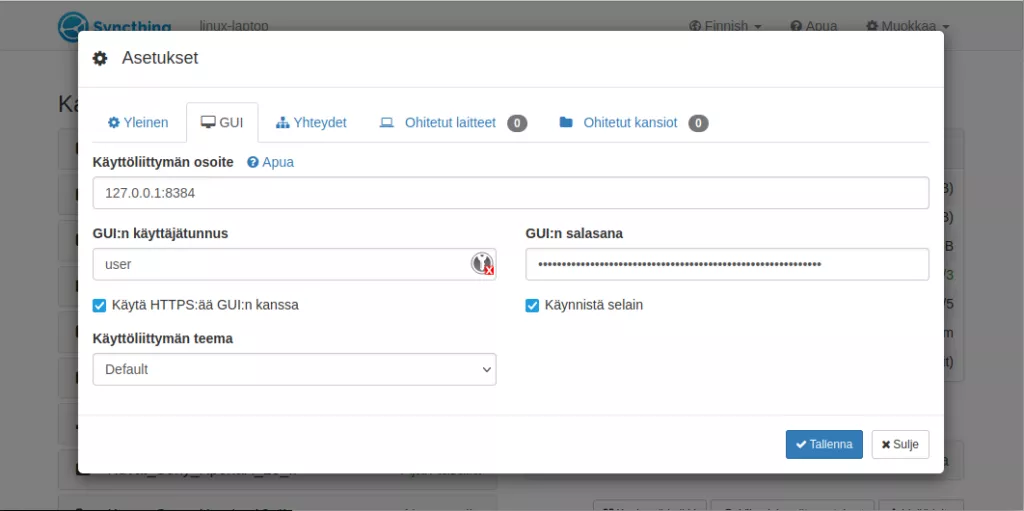 Syncthing
linux-laptop
Finnish
Apua
Muokkaa
Asetukset
Yleinen
GUI
Yhteydet
Ohitetut laitteet 0
Ohitetut kansiot 0
Käyttöliittymän osoite
Apua
127.0.0.1:8384
GUI:n käyttäjätunnus
GUI:n salasana
user
Käytä HTTPS:ää GUI:n kanssa
Käynnistä selain
Käyttöliittymän teema
Default
Tallenna
Sulje